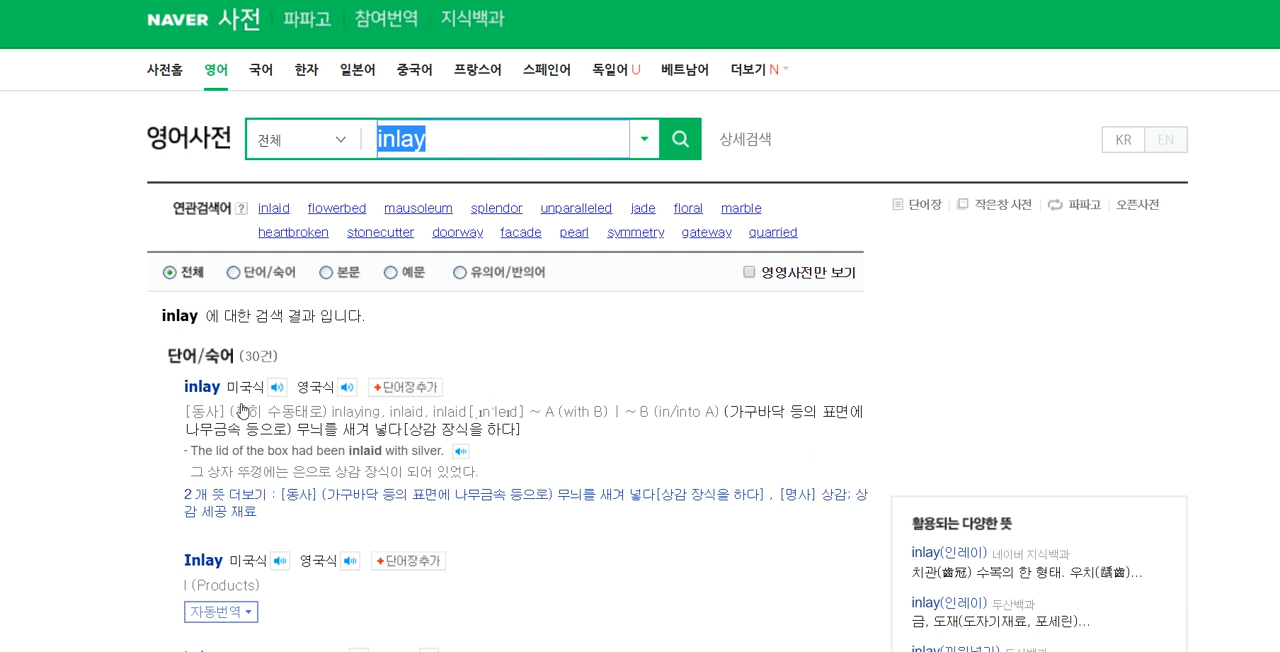 NAVER 사전 파파고 참여번역 지식백과
사전홈 영어 국어 한자 일본어 중국어 프랑스어 스페인어 독일어 U 베트남어 더보기 N
영어사전 전체 inlay 상세검색 KR EN
연관검색어 ? inlaid flowerbed mausoleum splendor unparalleled jade floral marble
heartbroken stonecutter doorway facade pearl symmetry gateway quarried
단어장 작은창 사전 파파고 오픈사전
전체 단어/숙어 본문 예문 유의어/반의어 영영사전만 보기
inlay 에 대한 검색 결과 입니다.
단어/숙어 (30건)
inlay 미국식 영국식 +단어장추가
[동사] ( 수동태로) inlaying, inlaid, inlaid[ˌɪnˈleɪd] ~ A (with B) | ~ B (in/into A) (가구바닥 등의 표면에
나무금속 등으로) 무늬를 새겨 넣다[상감 장식을 하다]
- The lid of the box had been inlaid with silver.
그 상자 뚜껑에는 은으로 상감 장식이 되어 있었다.
2개 뜻 더보기 : [동사] (가구바닥 등의 표면에 나무금속 등으로) 무늬를 새겨 넣다[상감 장식을 하다] , [명사] 상감; 상
감 세공 재료
Inlay 미국식 영국식 +단어장추가
l (Products)
자동번역
활용되는 다양한 뜻
inlay(인레이) 네이버 지식백과
치관(齒冠) 수복의 한 형태. 우치(齲齒)...
inlay(인레이) 두산백과
금, 도재(도자기재료, 포세린)...